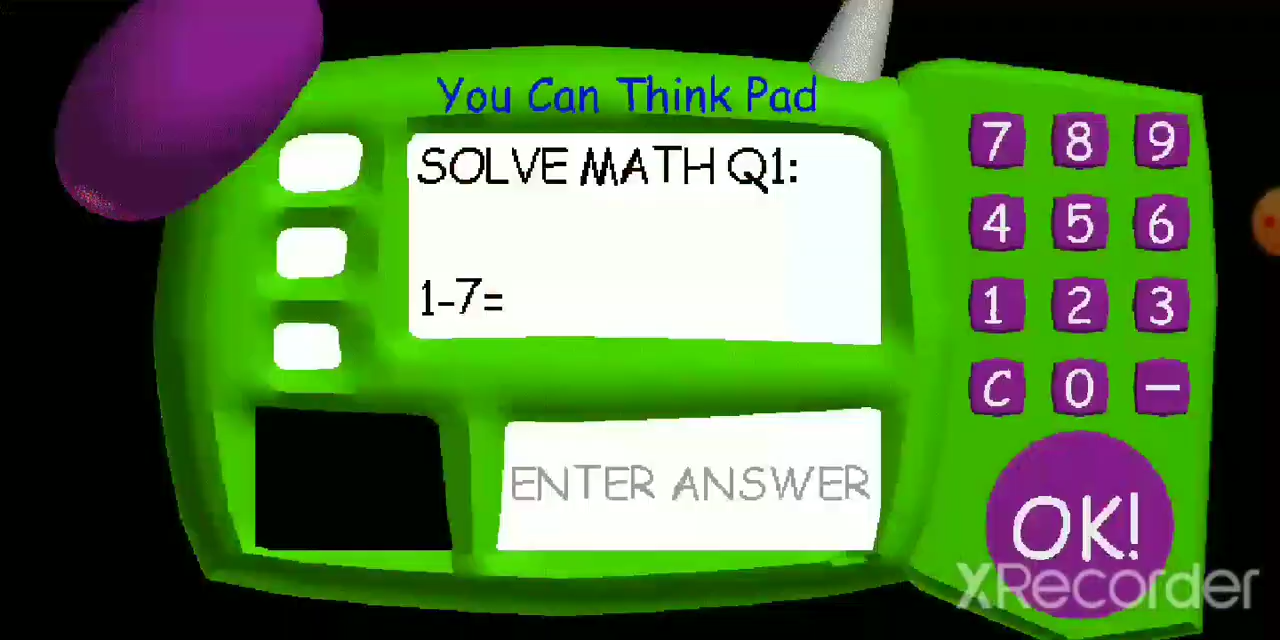 You Can Think Pad
SOLVE MATH Q1:
1-7=
ENTER ANSWER
7 8 9
4 5 6
1 2 3
C 0 −
OK!
XRecorder